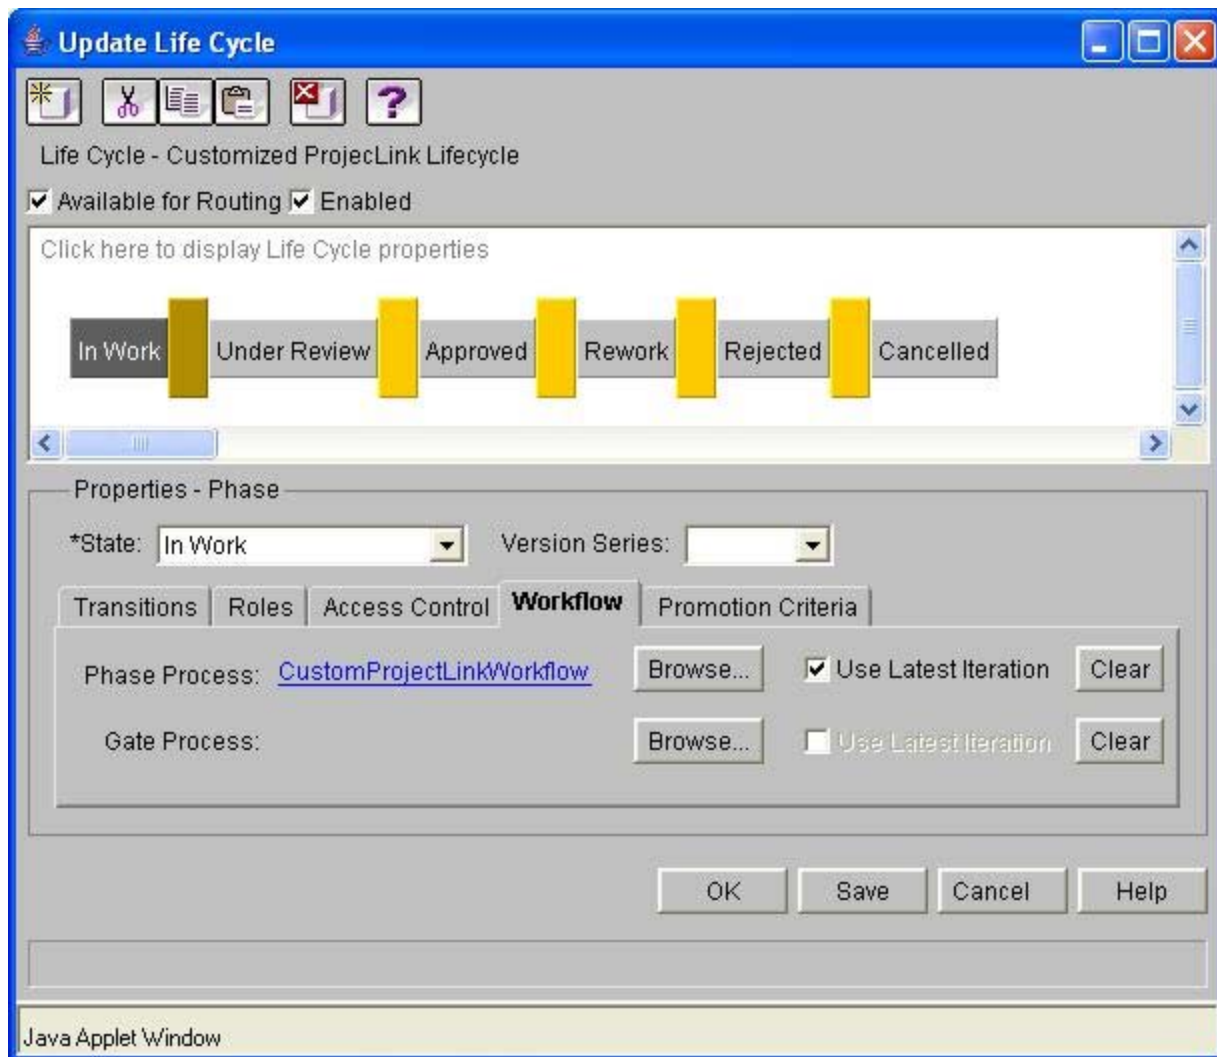 Update Life Cycle
Life Cycle - Customized ProjecLink Lifecycle
Available for Routing Enabled
Click here to display Life Cycle properties
In Work Under Review Approved Rework Rejected Cancelled
Properties - Phase
*State: In Work Version Series:
Transitions Roles Access Control Workflow Promotion Criteria
Phase Process: CustomProjectLinkWorkflow Browse... Use Latest Iteration Clear
Gate Process: Browse... Use Latest Iteration Clear
OK Save Cancel Help
Java Applet Window